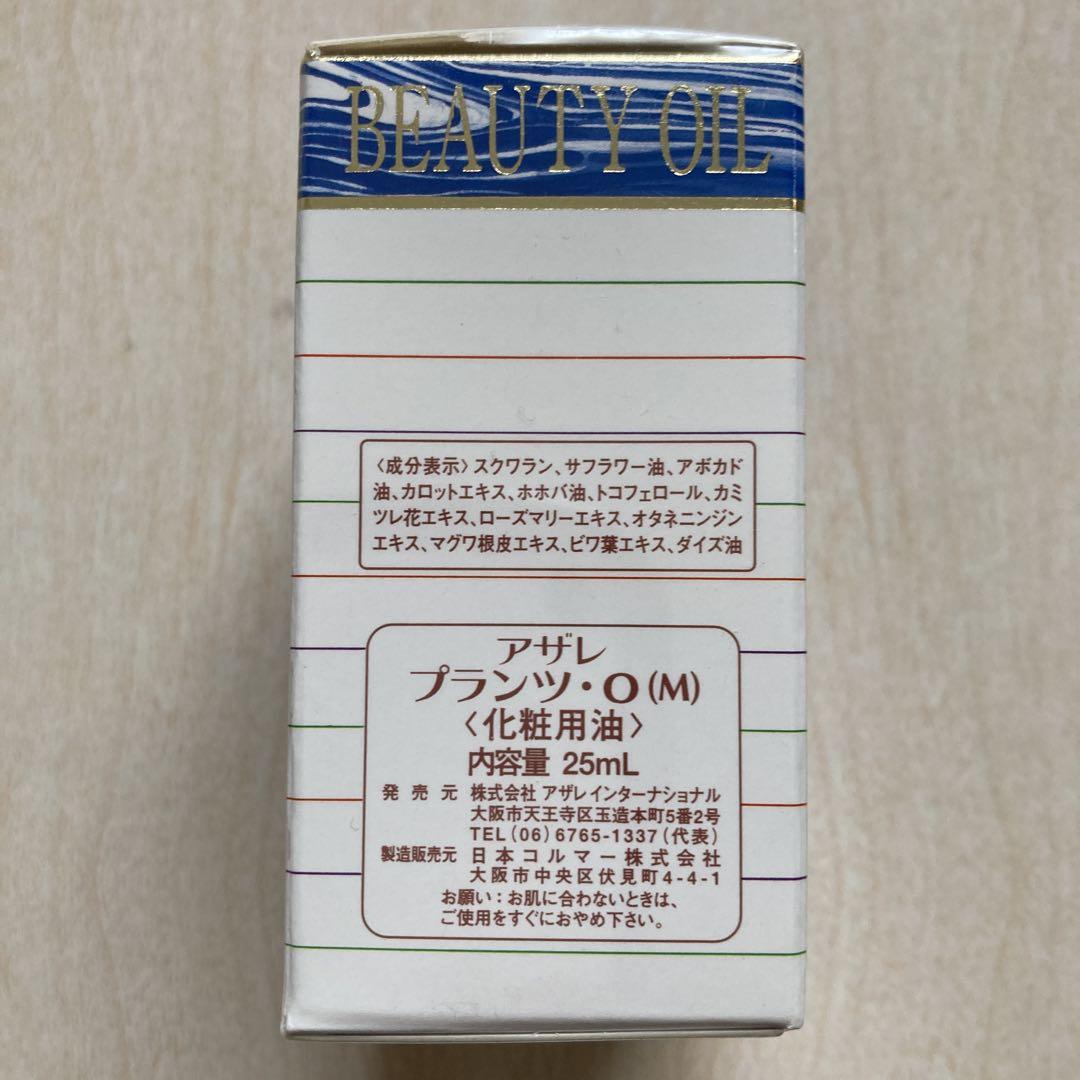 BEAUTY OIL
〈成分表示〉スクワラン、サフラワー油、アボカド
油、カロットエキス、ホホバ油、トコフェロール、カミ
ツレ花エキス、ローズマリーエキス、オタネニンジン
エキス、マグワ根皮エキス、ビワ葉エキス、ダイズ油
アザレ
プランツ・O(M)
〈化粧用油〉
内容量 25mL
発売元 株式会社 アザレインターナショナル
大阪市天王寺区玉造本町5番2号
TEL(06)6765-1337(代表)
製造販売元 日本コルマー株式会社
大阪市中央区伏見町4-4-1
お願い:お肌に合わないときは、
ご使用をすぐにおやめ下さい。